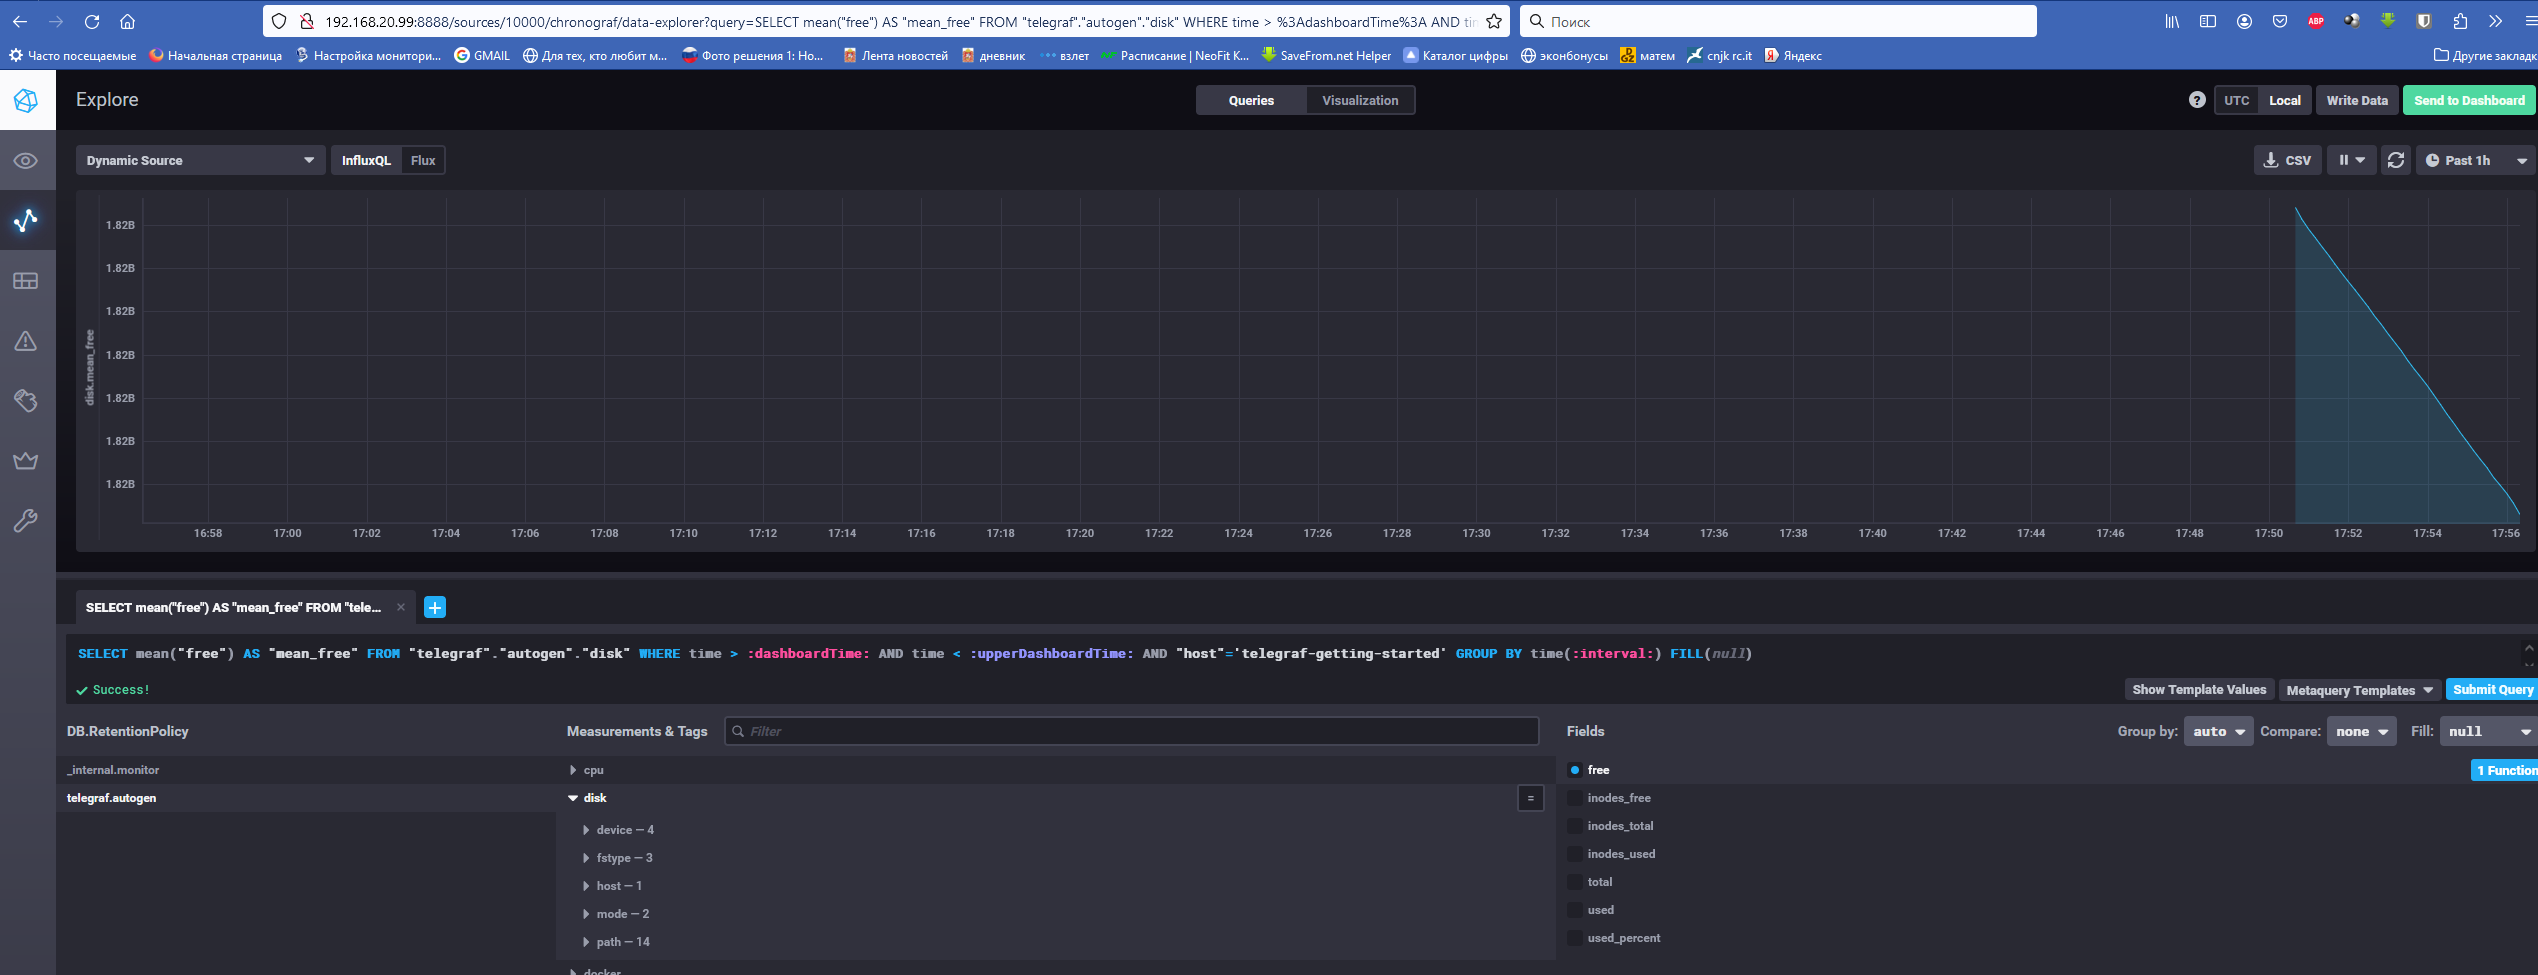 192.168.20.99:8888/sources/10000/chronograf/data-explorer?query=SELECT mean("free") AS "mean_free" FROM "telegraf"."autogen"."disk" WHERE time > %3AdashboardTime%3A AND tim
Поиск
ABP
Часто посещаемые Начальная страница Настройка монитори... GMAIL Для тех, кто любит м... Фото решения 1: Но... Лента новостей дневник взлет Расписание | NeoFit K... SaveFrom.net Helper Каталог цифры эконбонусы матем cnjk rc.it Яндекс Другие закладк
Explore
Queries Visualization
? UTC Local Write Data Send to Dashboard
Dynamic Source InfluxQL Flux
CSV Past 1h
disk.mean_free
1.82B
1.82B
1.82B
1.82B
1.82B
1.82B
1.82B
16:58 17:00 17:02 17:04 17:06 17:08 17:10 17:12 17:14 17:16 17:18 17:20 17:22 17:24 17:26 17:28 17:30 17:32 17:34 17:36 17:38 17:40 17:42 17:44 17:46 17:48 17:50 17:52 17:54 17:56
SELECT mean("free") AS "mean_free" FROM "tele... × +
SELECT mean("free") AS "mean_free" FROM "telegraf"."autogen"."disk" WHERE time > :dashboardTime: AND time < :upperDashboardTime: AND "host"='telegraf-getting-started' GROUP BY time(:interval:) FILL(null)
Success!
Show Template Values Metaquery Templates Submit Query
DB.RetentionPolicy
_internal.monitor
telegraf.autogen
Measurements & Tags Filter
cpu
disk =
device — 4
fstype — 3
host — 1
mode — 2
path — 14
docker
Fields Group by: auto Compare: none Fill: null
free 1 Function
inodes_free
inodes_total
inodes_used
total
used
used_percent